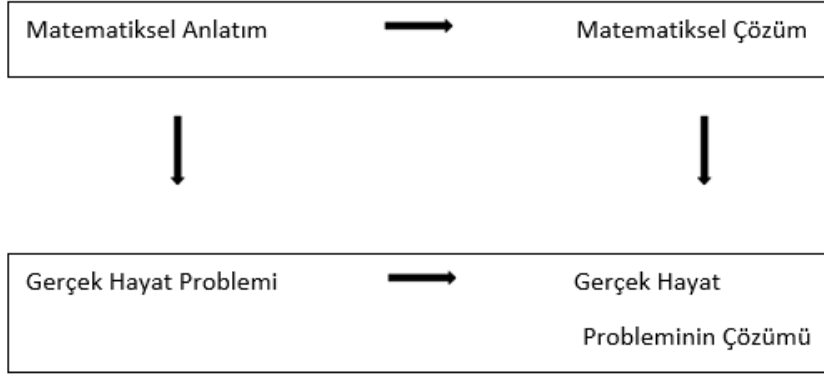 Matematiksel Anlatım Matematiksel Çözüm
Gerçek Hayat Problemi Gerçek Hayat
Probleminin Çözümü